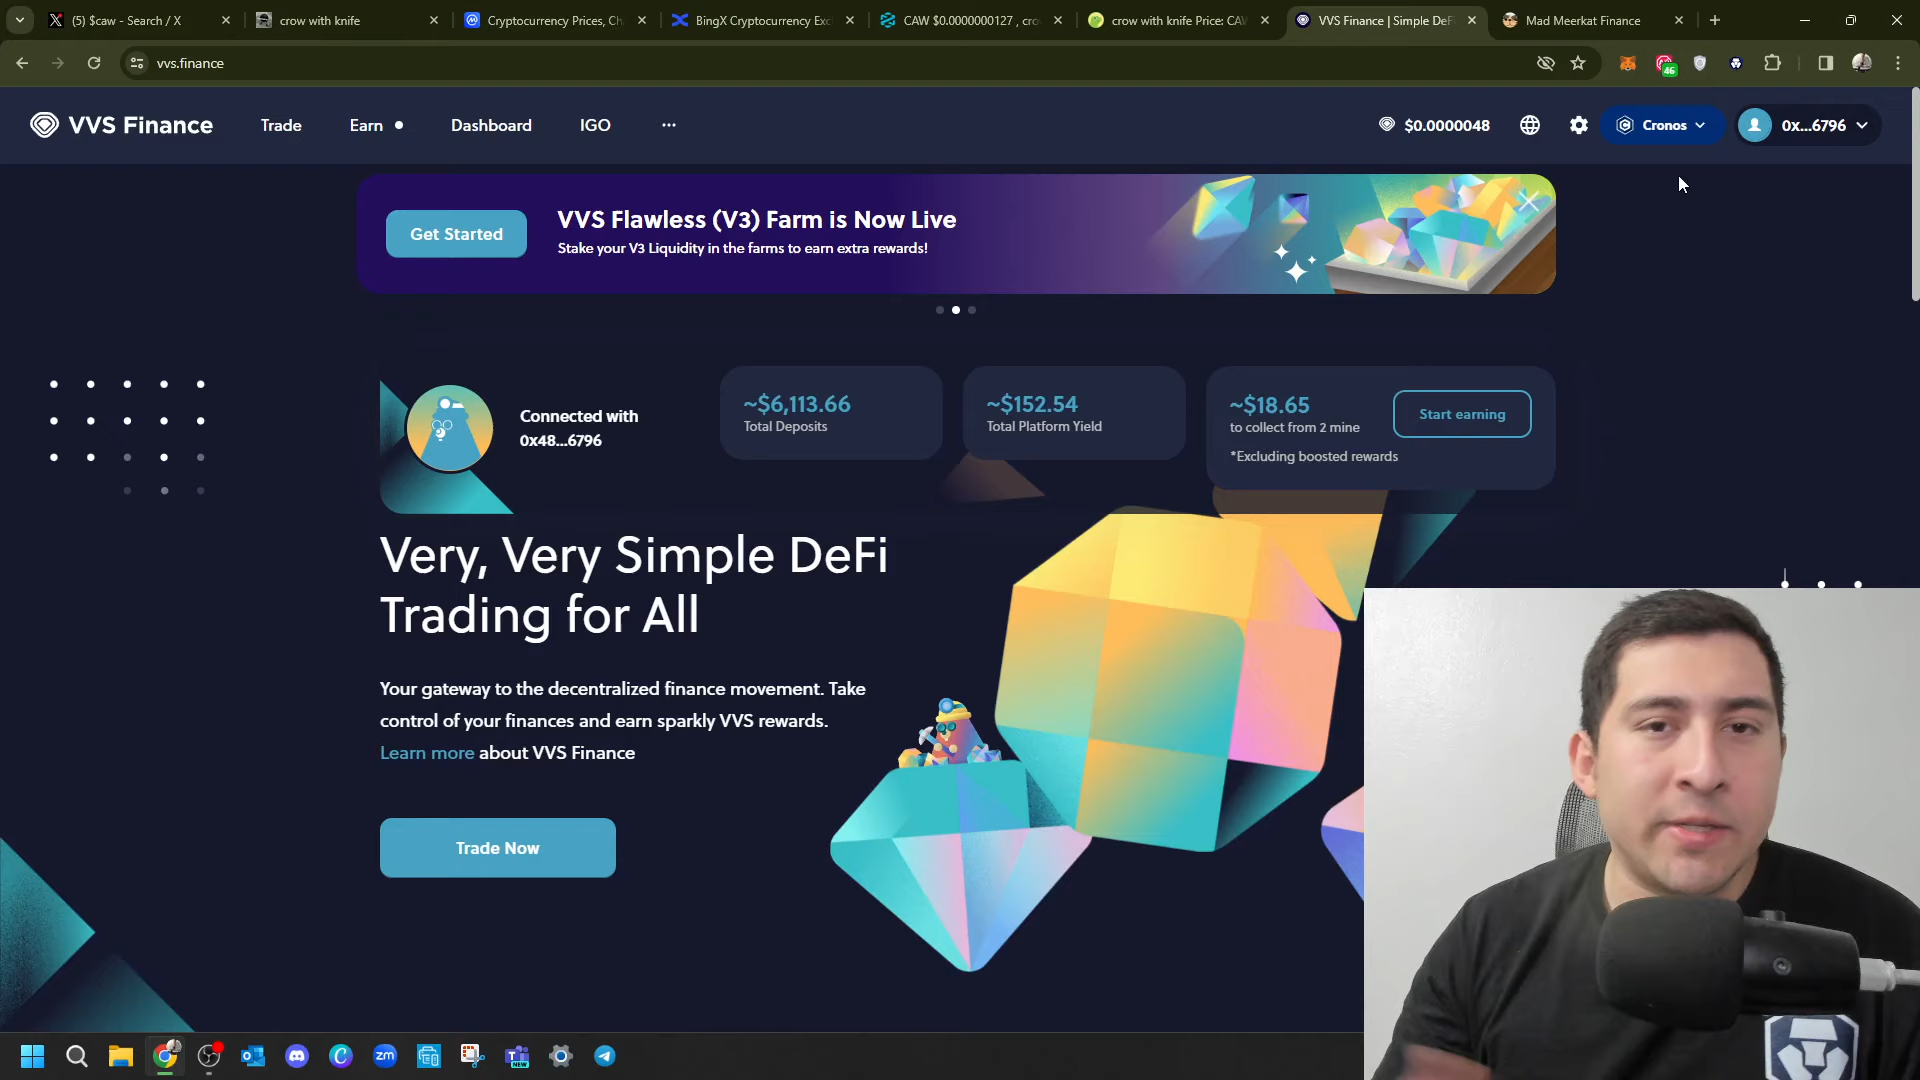 (5) $caw - Search / X
crow with knife
Cryptocurrency Prices, Ch
BingX Cryptocurrency Exc
CAW $0.0000000127 , cro
crow with knife Price: CAW
VVS Finance | Simple DeFi
Mad Meerkat Finance
vvs.finance
46
VVS Finance
Trade
Earn
Dashboard
IGO
$0.0000048
Cronos
0x...6796
Get Started
VVS Flawless (V3) Farm is Now Live
Stake your V3 Liquidity in the farms to earn extra rewards!
Connected with
0x48...6796
~$6,113.66
Total Deposits
~$152.54
Total Platform Yield
~$18.65
to collect from 2 mine
*Excluding boosted rewards
Start earning
Very, Very Simple DeFi
Trading for All
Your gateway to the decentralized finance movement. Take
control of your finances and earn sparkly VVS rewards.
Learn more about VVS Finance
Trade Now
zm
NEW